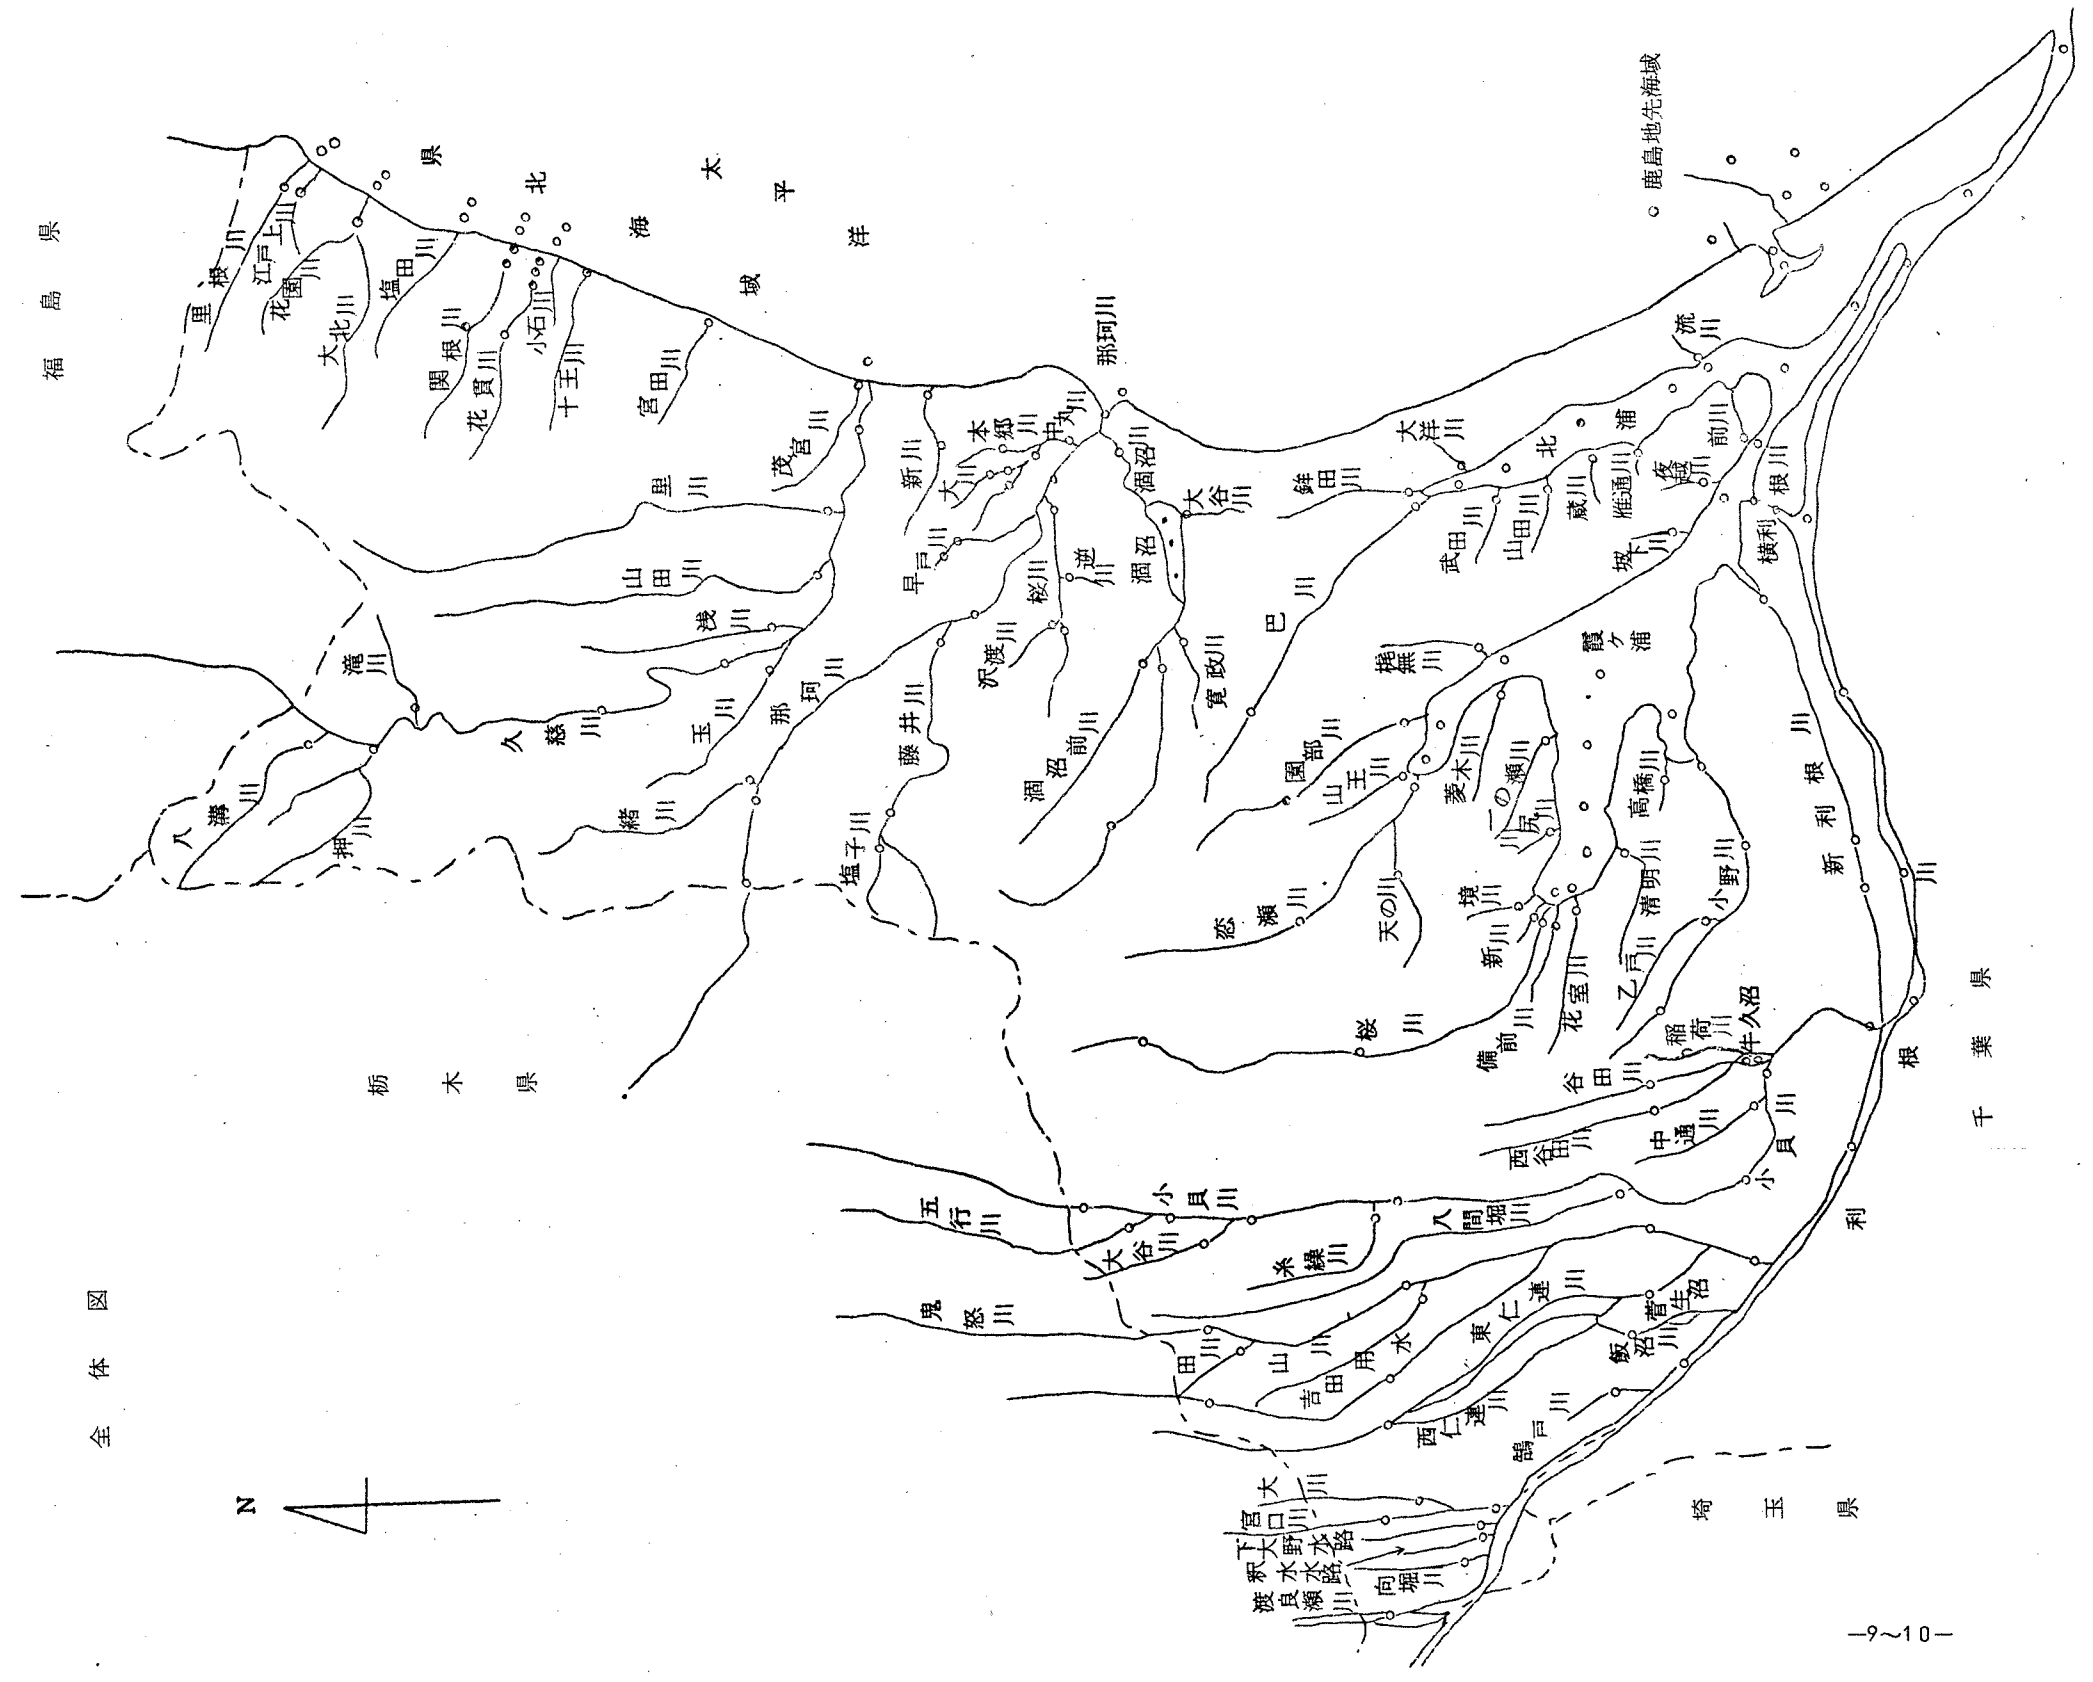 全体図
N
福島県
栃木県
埼玉県
千葉県
県北海域
太平洋
鹿島地先海域
里根川
江戸上川
花園川
大北川
塩田川
関根川
花貫川
小石川
十王川
宮田川
茂宮川
里川
山田川
浅川
玉川
久慈川
滝川
八溝川
押川
緒川
那珂川
新川
本郷川
中丸川
大川
早戸川
那珂川
桜川
逆川
沢渡川
藤井川
塩子川
涸沼川
涸沼
大谷川
寛政川
涸沼前川
鉾田川
巴川
大洋川
北浦
武田川
山田川
蔵川
雁通川
流川
前川
夜越川
坂下川
横利根川
霞ヶ浦
梶無川
園部川
山王川
菱木川
一の瀬川
川尻川
恋瀬川
天の川
境川
新川
桜川
備前川
花室川
清明川
高橋川
小野川
乙戸川
新利根川
稲荷川
牛久沼
谷田川
西谷田川
中通川
小貝川
五行川
大谷川
小貝川
糸繰川
八間堀川
鬼怒川
田川
山川
吉田用水
東仁連川
西仁連川
飯沼川
菅生沼
鵠戸川
利根川
大川
宮口川
下大野水路
釈水水路
向堀川
渡良瀬川
—9～10—